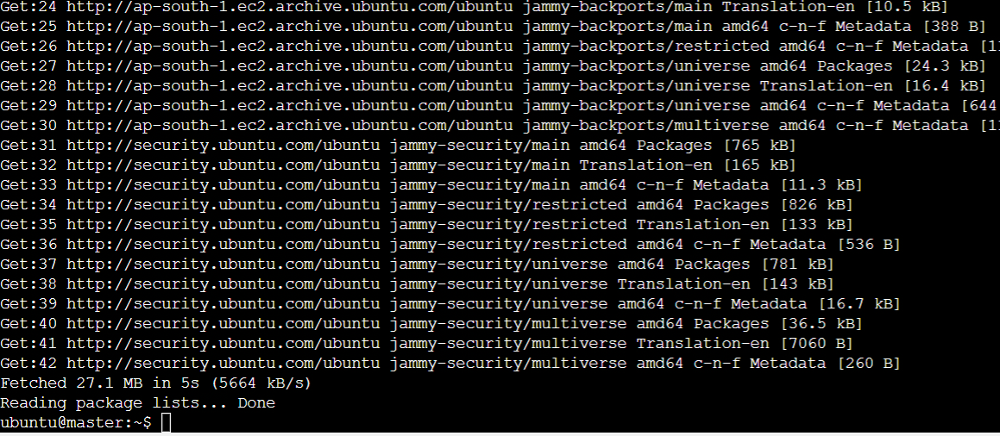 Get:24 http://ap-south-1.ec2.archive.ubuntu.com/ubuntu jammy-backports/main Translation-en [10.5 kB]
Get:25 http://ap-south-1.ec2.archive.ubuntu.com/ubuntu jammy-backports/main amd64 c-n-f Metadata [388 B]
Get:26 http://ap-south-1.ec2.archive.ubuntu.com/ubuntu jammy-backports/restricted amd64 c-n-f Metadata [1
Get:27 http://ap-south-1.ec2.archive.ubuntu.com/ubuntu jammy-backports/universe amd64 Packages [24.3 kB]
Get:28 http://ap-south-1.ec2.archive.ubuntu.com/ubuntu jammy-backports/universe Translation-en [16.4 kB]
Get:29 http://ap-south-1.ec2.archive.ubuntu.com/ubuntu jammy-backports/universe amd64 c-n-f Metadata [644
Get:30 http://ap-south-1.ec2.archive.ubuntu.com/ubuntu jammy-backports/multiverse amd64 c-n-f Metadata [1
Get:31 http://security.ubuntu.com/ubuntu jammy-security/main amd64 Packages [765 kB]
Get:32 http://security.ubuntu.com/ubuntu jammy-security/main Translation-en [165 kB]
Get:33 http://security.ubuntu.com/ubuntu jammy-security/main amd64 c-n-f Metadata [11.3 kB]
Get:34 http://security.ubuntu.com/ubuntu jammy-security/restricted amd64 Packages [826 kB]
Get:35 http://security.ubuntu.com/ubuntu jammy-security/restricted Translation-en [133 kB]
Get:36 http://security.ubuntu.com/ubuntu jammy-security/restricted amd64 c-n-f Metadata [536 B]
Get:37 http://security.ubuntu.com/ubuntu jammy-security/universe amd64 Packages [781 kB]
Get:38 http://security.ubuntu.com/ubuntu jammy-security/universe Translation-en [143 kB]
Get:39 http://security.ubuntu.com/ubuntu jammy-security/universe amd64 c-n-f Metadata [16.7 kB]
Get:40 http://security.ubuntu.com/ubuntu jammy-security/multiverse amd64 Packages [36.5 kB]
Get:41 http://security.ubuntu.com/ubuntu jammy-security/multiverse Translation-en [7060 B]
Get:42 http://security.ubuntu.com/ubuntu jammy-security/multiverse amd64 c-n-f Metadata [260 B]
Fetched 27.1 MB in 5s (5664 kB/s)
Reading package lists... Done
ubuntu@master:~$